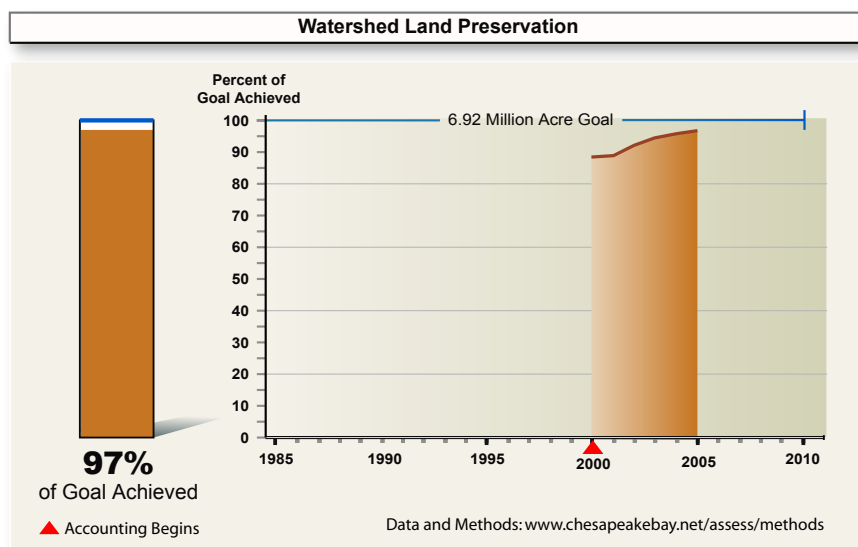 Watershed Land Preservation
Percent of
Goal Achieved
100
90
80
70
60
50
40
30
20
10
0
6.92 Million Acre Goal
1985
1990
1995
2000
2005
2010
97%
of Goal Achieved
Accounting Begins
Data and Methods: www.chesapeakebay.net/assess/methods